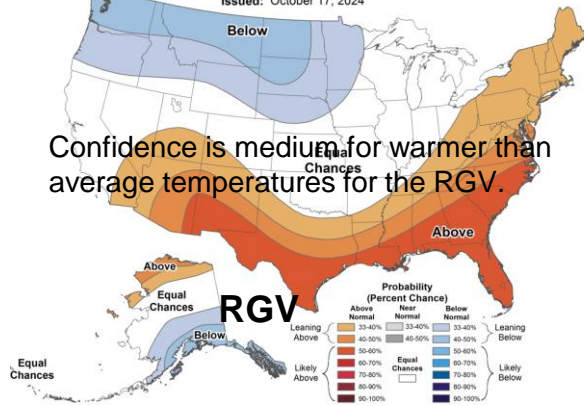 Issued: October 17, 2024
Below
Equal
Chances
Confidence is medium for warmer than
average temperatures for the RGV.
Above
Above
Equal
Chances
RGV
Below
Equal
Chances
Probability
(Percent Chance)
Above
Normal
Near
Normal
Below
Normal
Leaning
Above
33-40%
33-40%
33-40%
Leaning
Below
40-50%
40-50%
40-50%
Likely
Above
50-60%
Equal
Chances
50-60%
Likely
Below
60-70%
60-70%
70-80%
70-80%
80-90%
80-90%
90-100%
90-100%